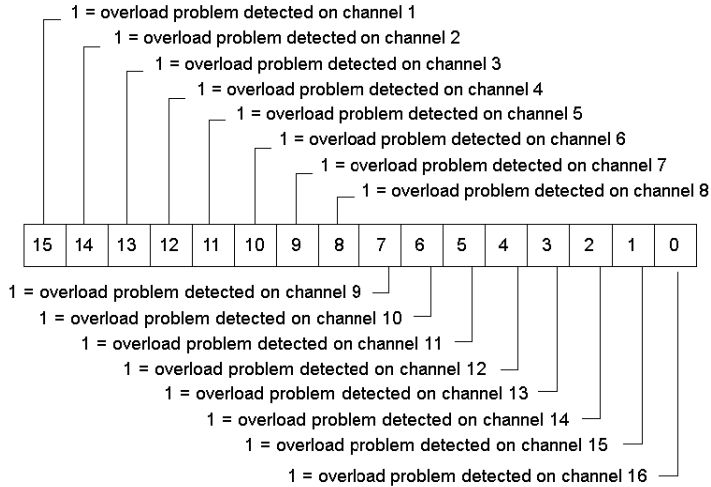 1 = overload problem detected on channel 1
1 = overload problem detected on channel 2
1 = overload problem detected on channel 3
1 = overload problem detected on channel 4
1 = overload problem detected on channel 5
1 = overload problem detected on channel 6
1 = overload problem detected on channel 7
1 = overload problem detected on channel 8
15 14 13 12 11 10 9 8 7 6 5 4 3 2 1 0
1 = overload problem detected on channel 9
1 = overload problem detected on channel 10
1 = overload problem detected on channel 11
1 = overload problem detected on channel 12
1 = overload problem detected on channel 13
1 = overload problem detected on channel 14
1 = overload problem detected on channel 15
1 = overload problem detected on channel 16